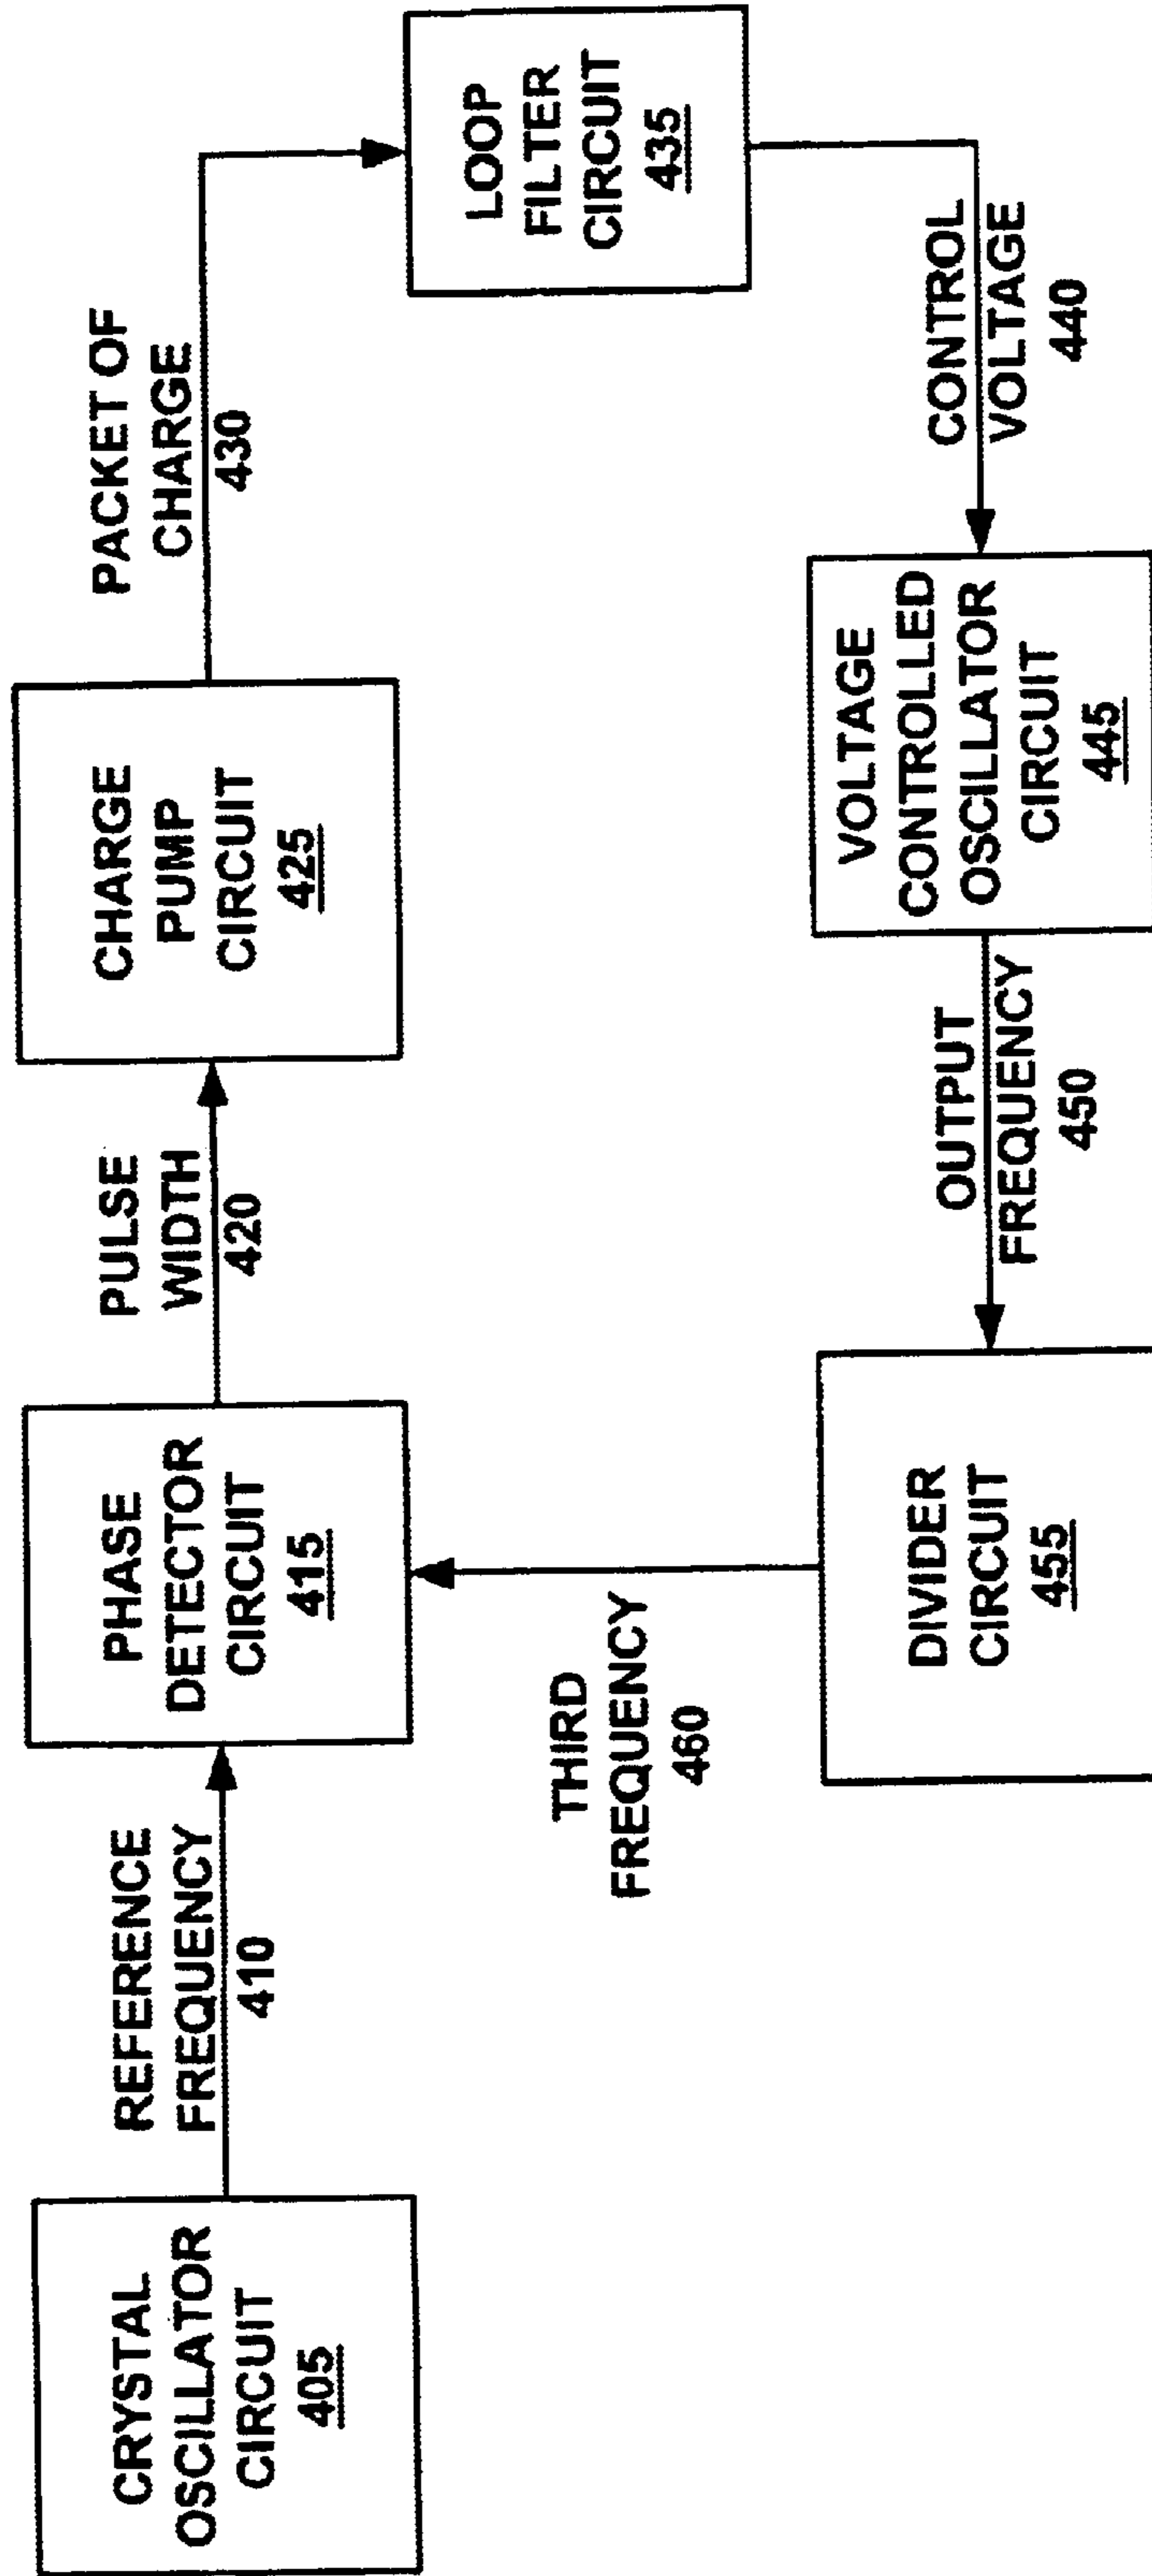 CRYSTAL
OSCILLATOR
CIRCUIT
405
REFERENCE
FREQUENCY
410
PHASE
DETECTOR
CIRCUIT
415
PULSE
WIDTH
420
CHARGE
PUMP
CIRCUIT
425
PACKET OF
CHARGE
430
LOOP
FILTER
CIRCUIT
435
CONTROL
VOLTAGE
440
VOLTAGE
CONTROLLED
OSCILLATOR
CIRCUIT
445
OUTPUT
FREQUENCY
450
DIVIDER
CIRCUIT
455
THIRD
FREQUENCY
460